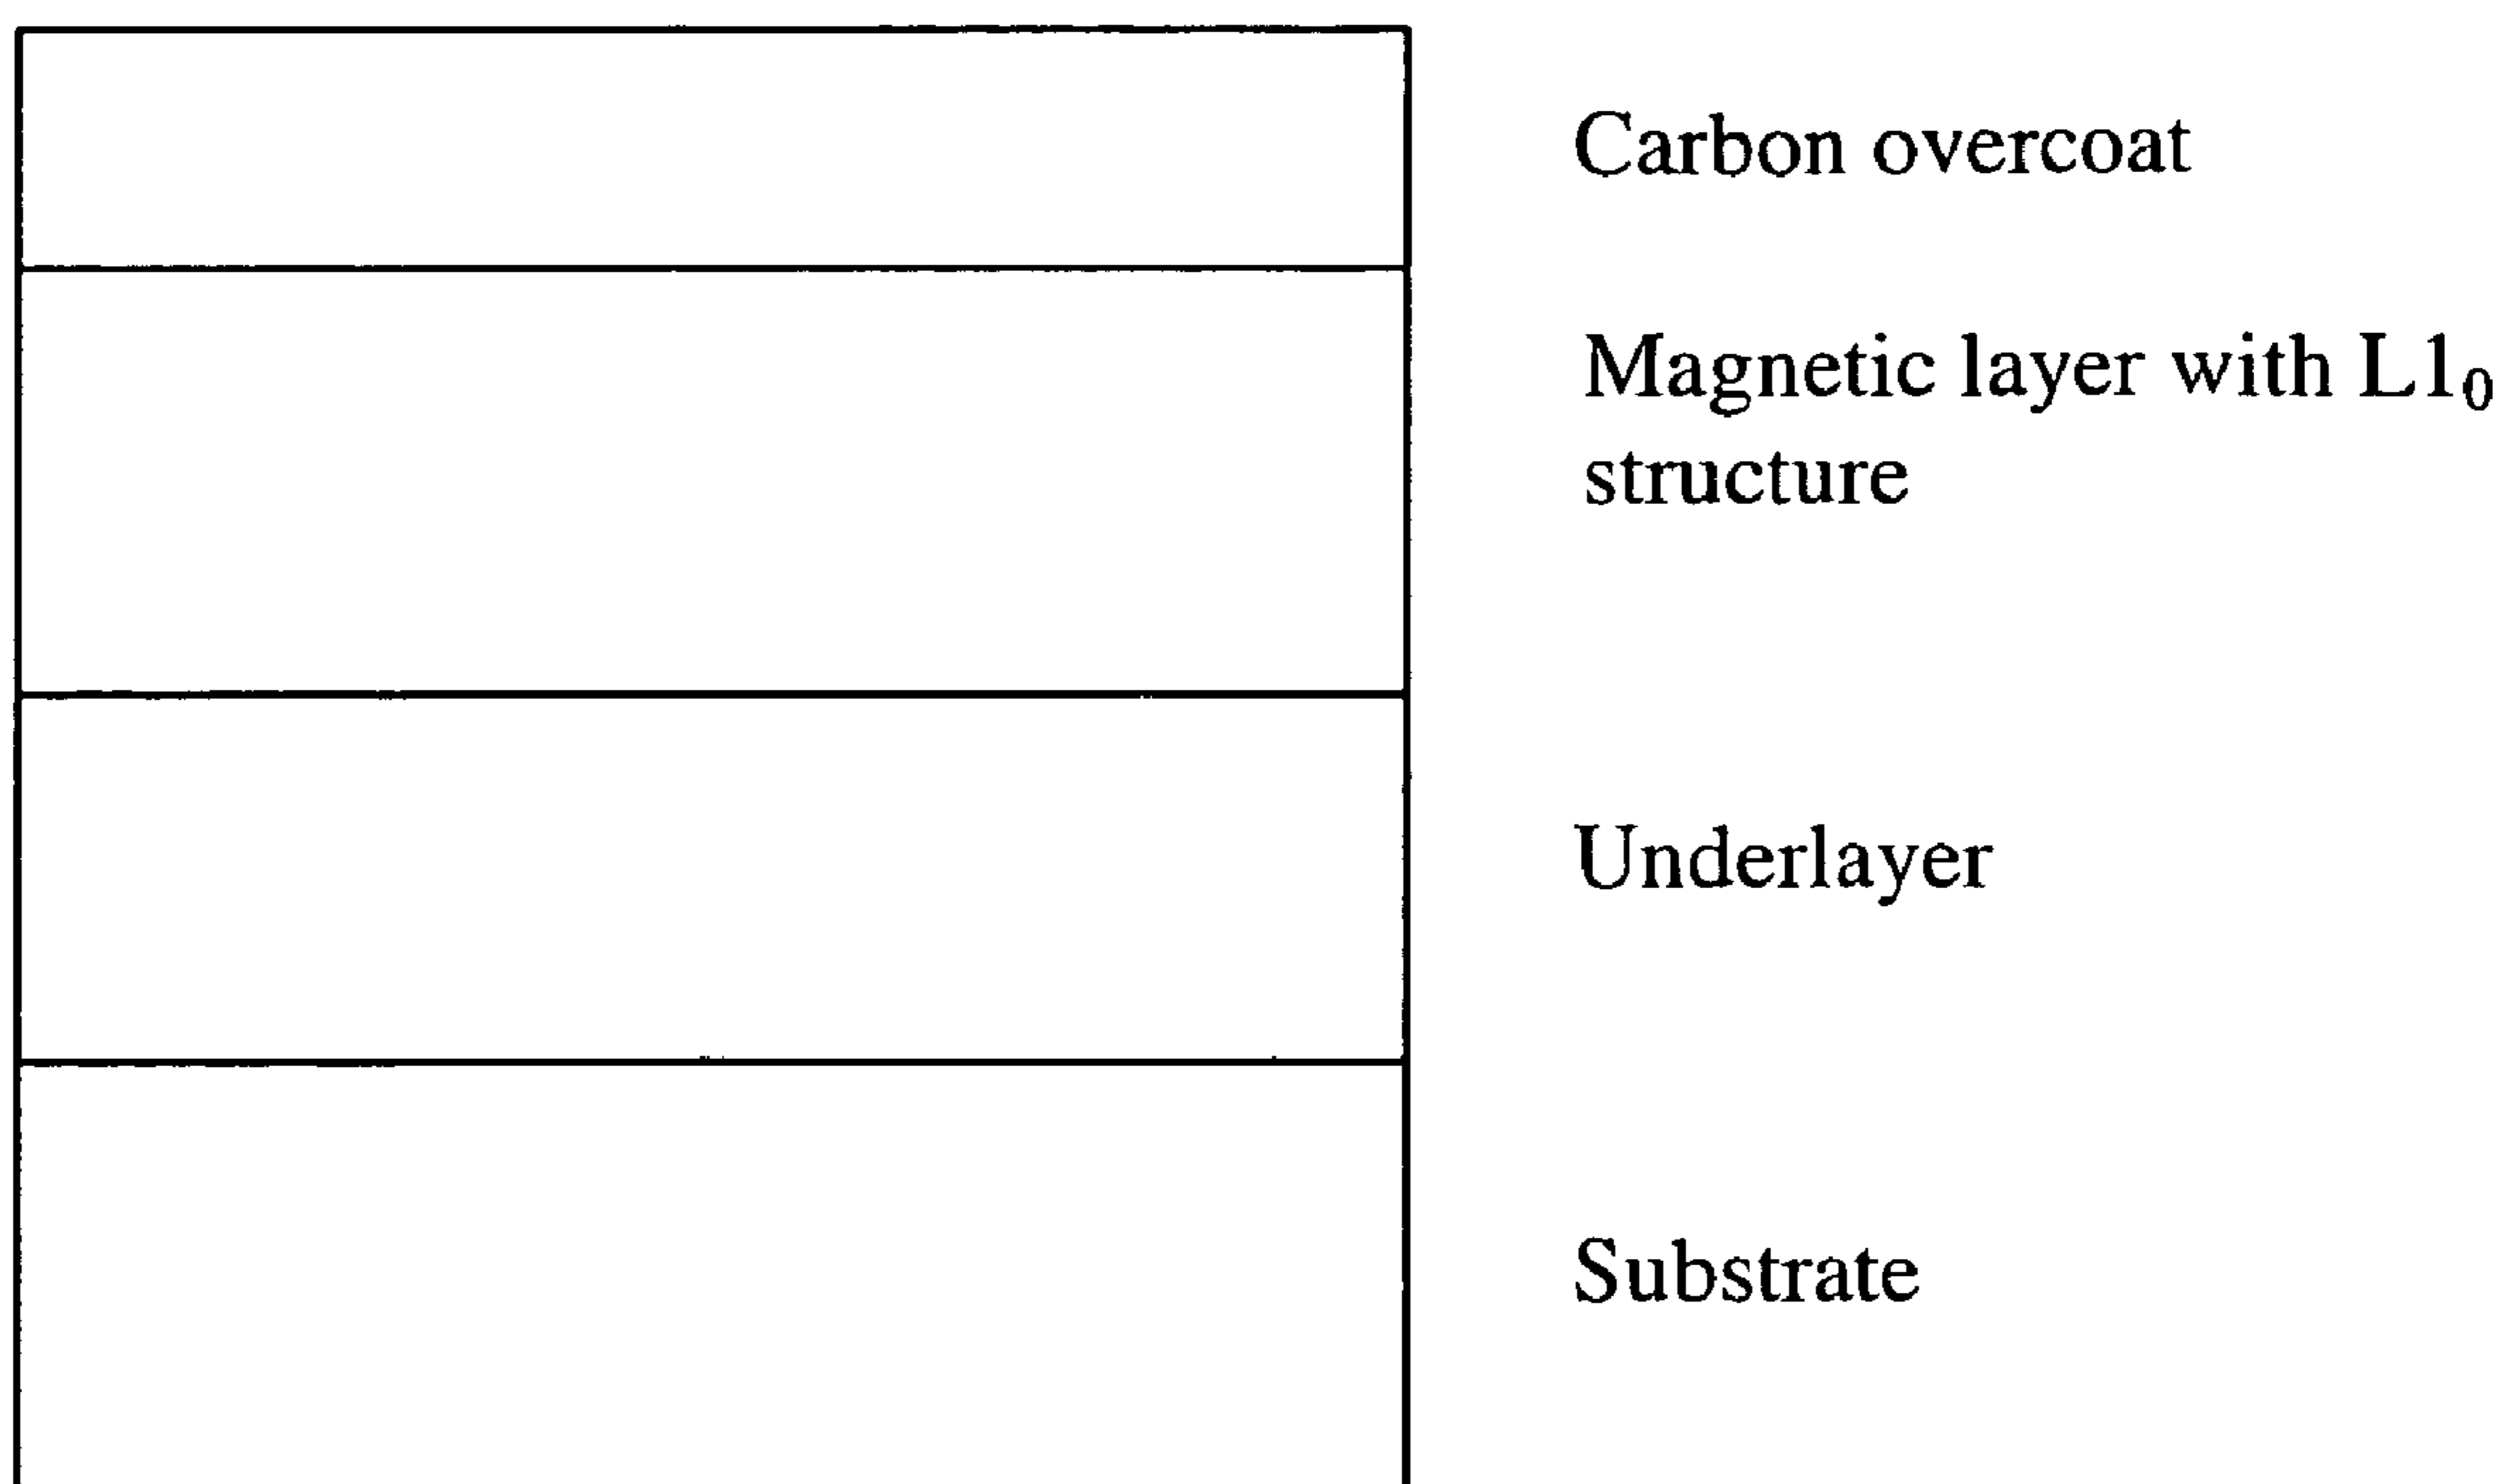 Carbon overcoat
Magnetic layer with L1₀
structure
Underlayer
Substrate